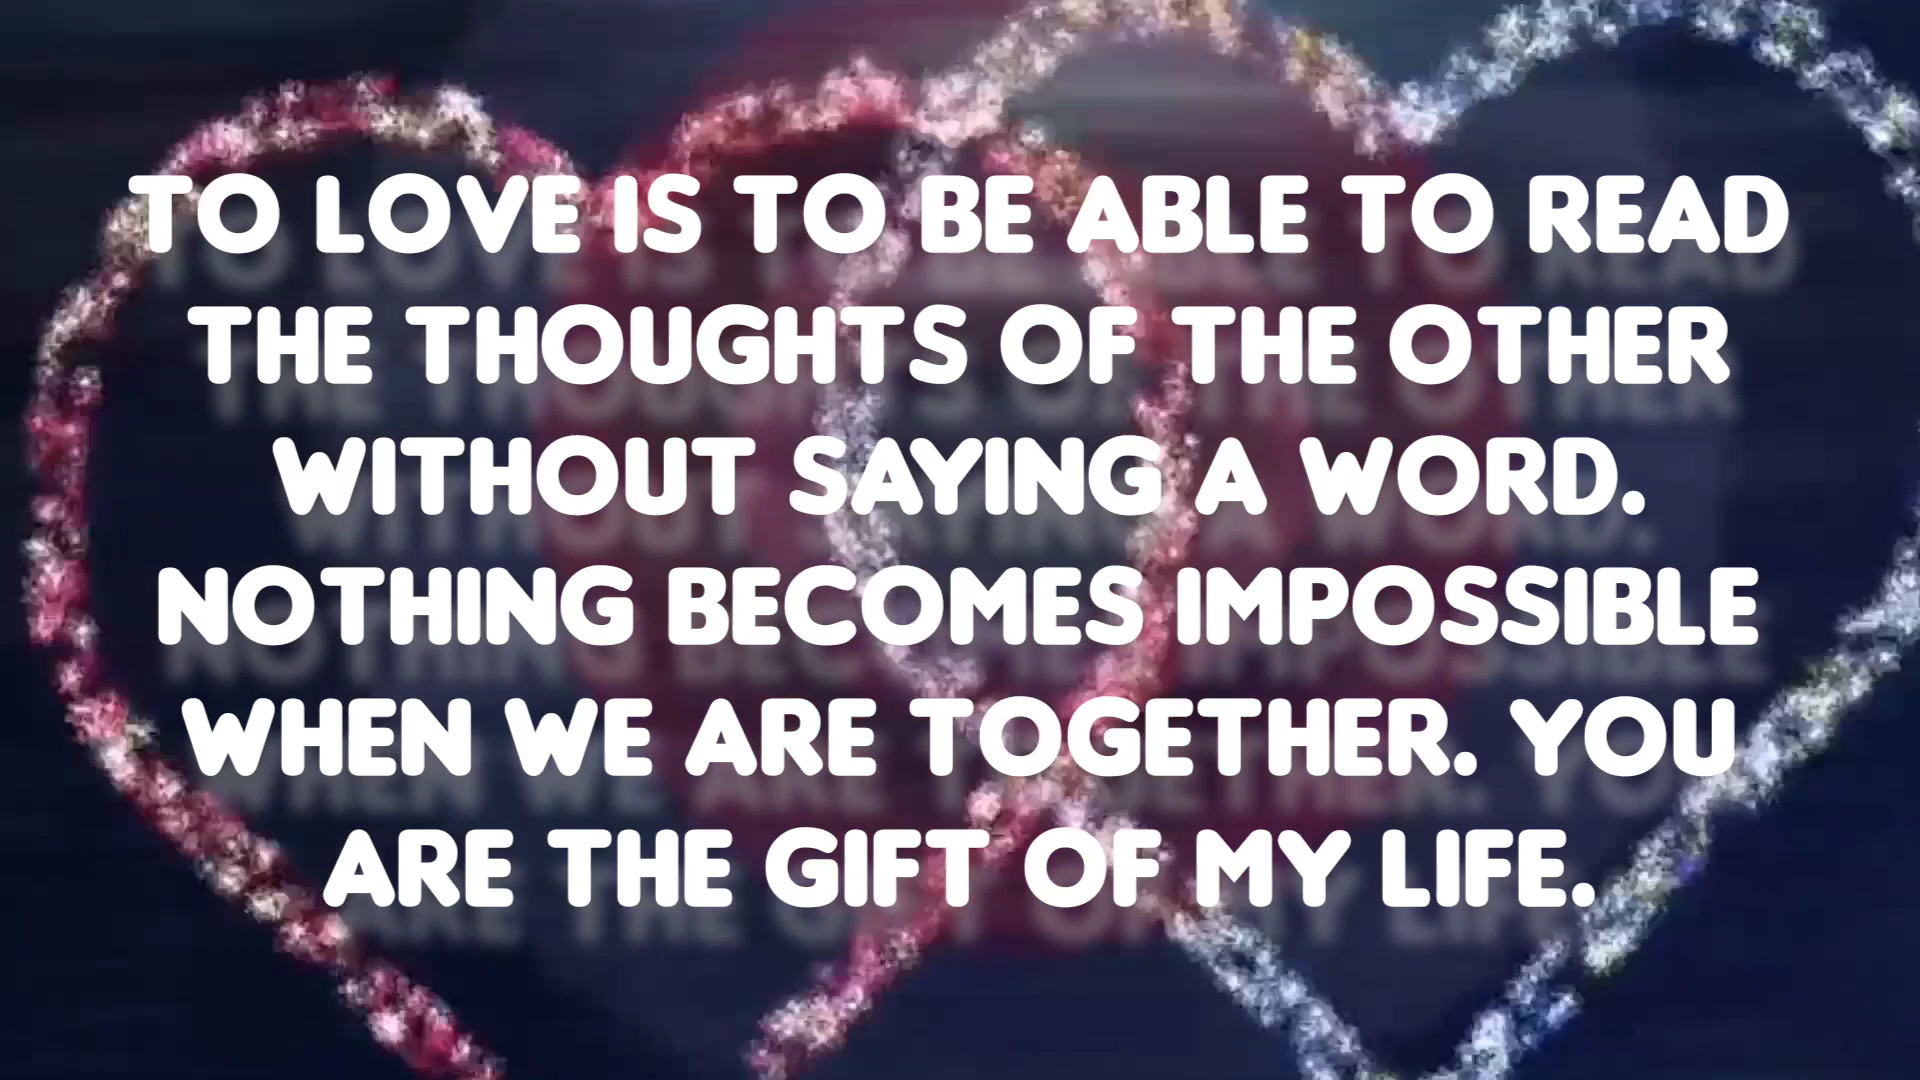 TO LOVE IS TO BE ABLE TO READ
THE THOUGHTS OF THE OTHER
WITHOUT SAYING A WORD.
NOTHING BECOMES IMPOSSIBLE
WHEN WE ARE TOGETHER. YOU
ARE THE GIFT OF MY LIFE.